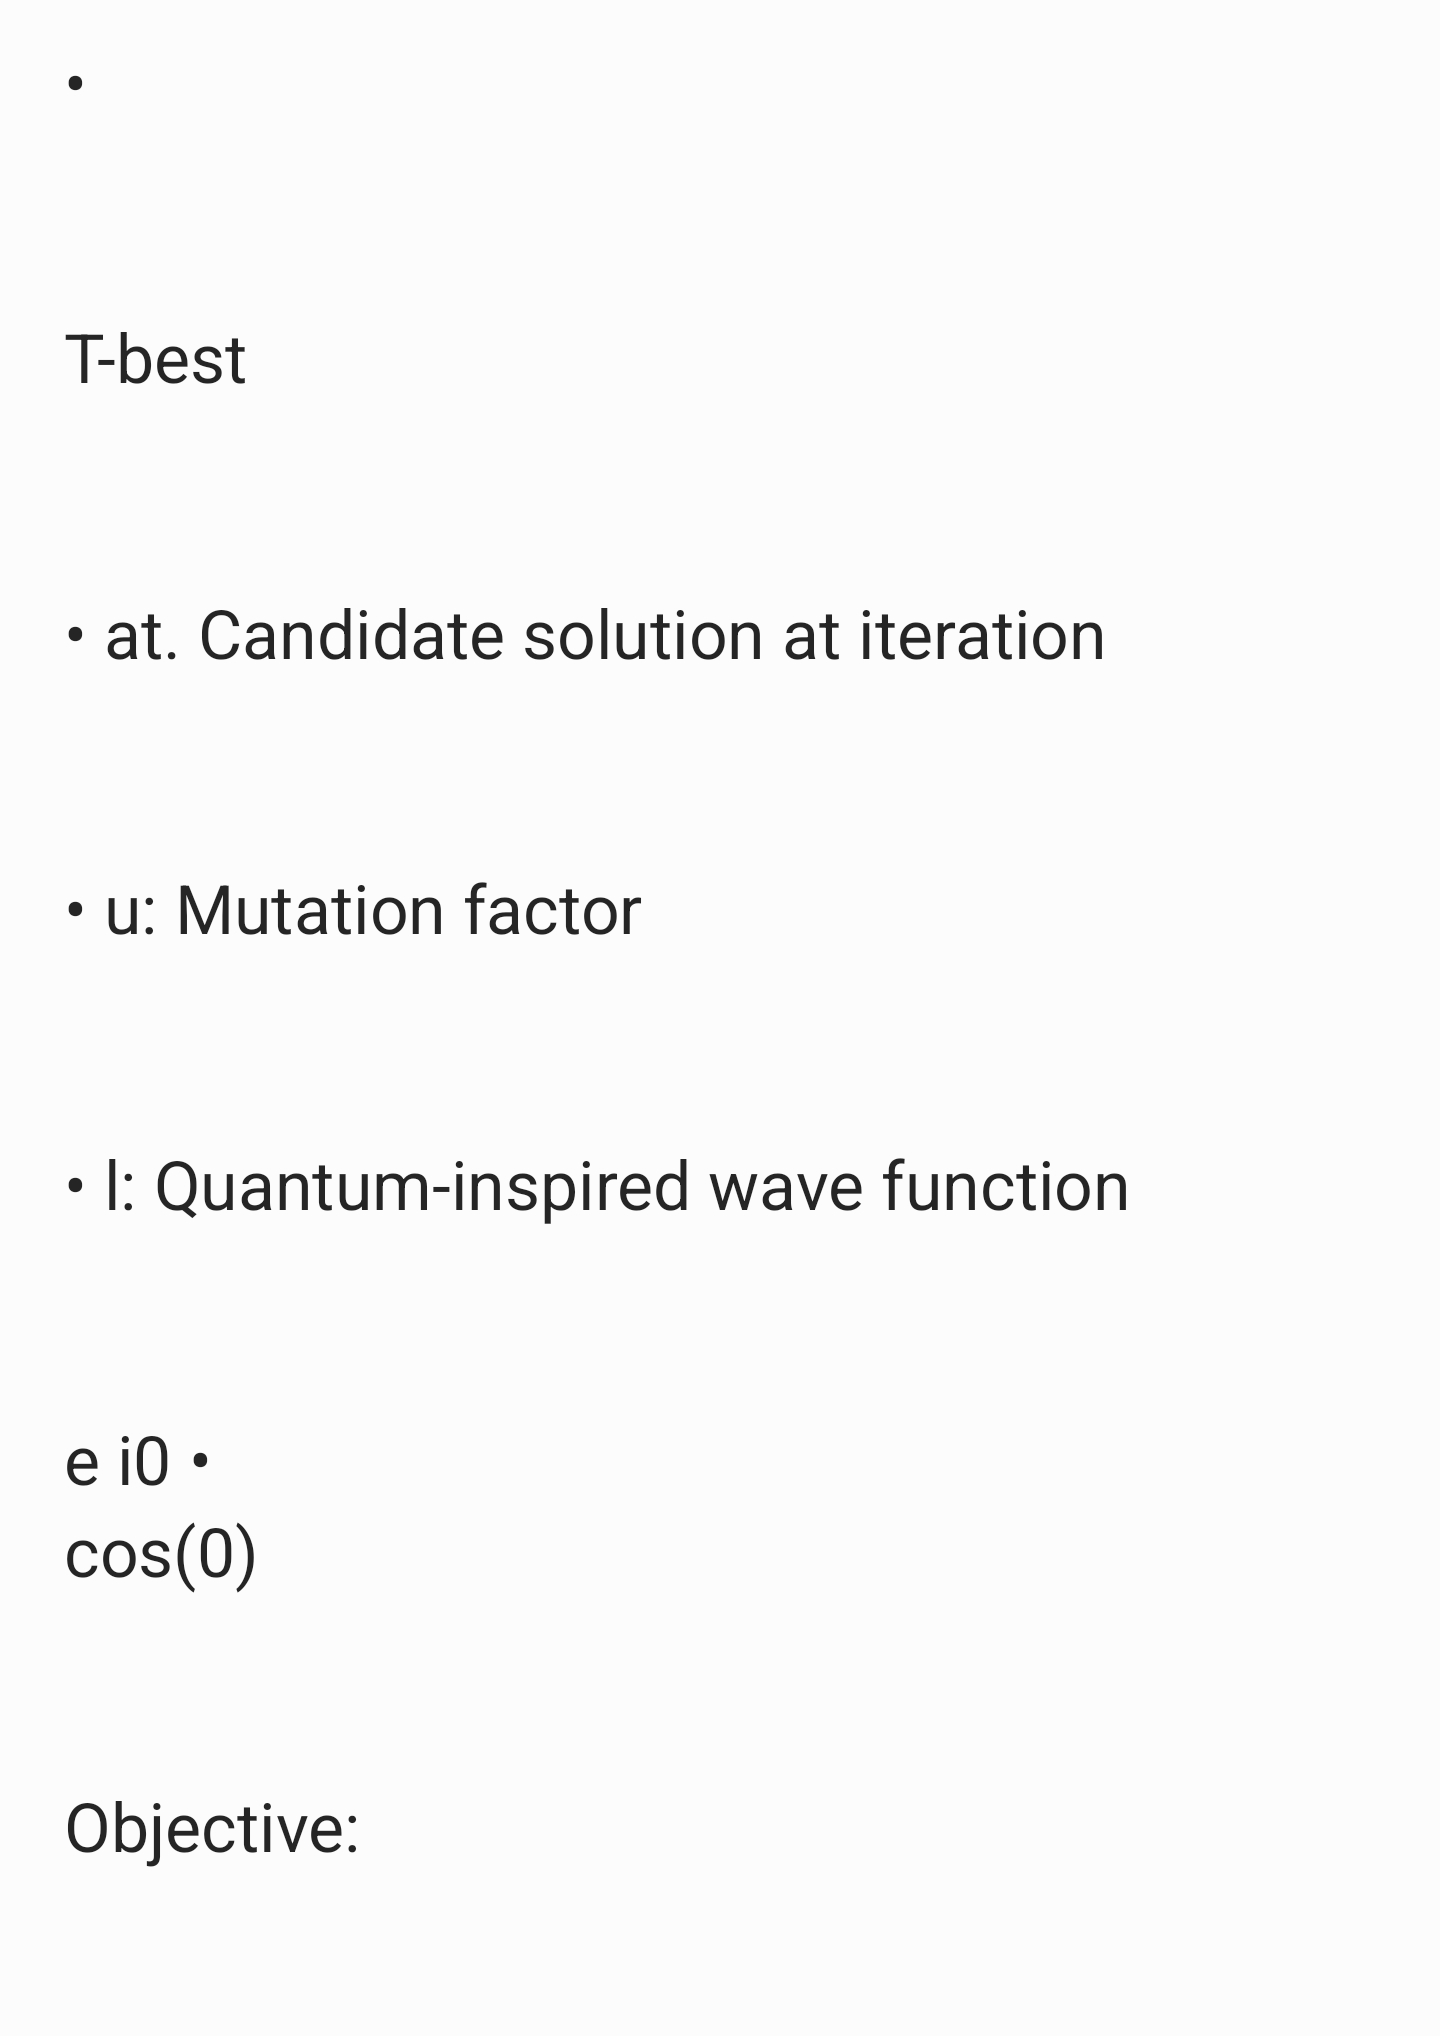 •
T-best
• at. Candidate solution at iteration
• u: Mutation factor
• l: Quantum-inspired wave function
e i0 •
cos(0)
Objective: